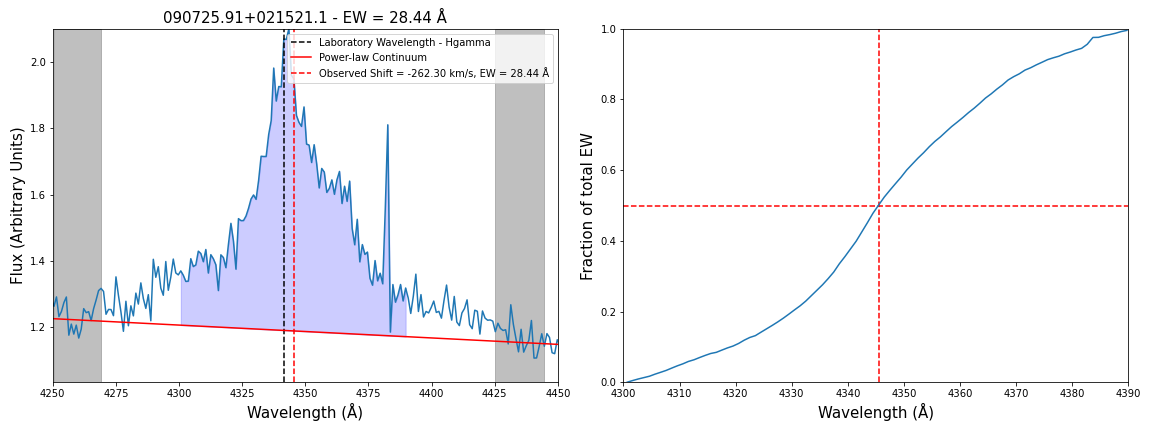 090725.91+021521.1 - EW = 28.44 Å
Laboratory Wavelength - Hgamma
Power-law Continuum
Observed Shift = -262.30 km/s, EW = 28.44 Å
Flux (Arbitrary Units)
2.0
1.8
1.6
1.4
1.2
4250 4275 4300 4325 4350 4375 4400 4425 4450
Wavelength (Å)
Fraction of total EW
1.0
0.8
0.6
0.4
0.2
0.0
4300 4310 4320 4330 4340 4350 4360 4370 4380 4390
Wavelength (Å)